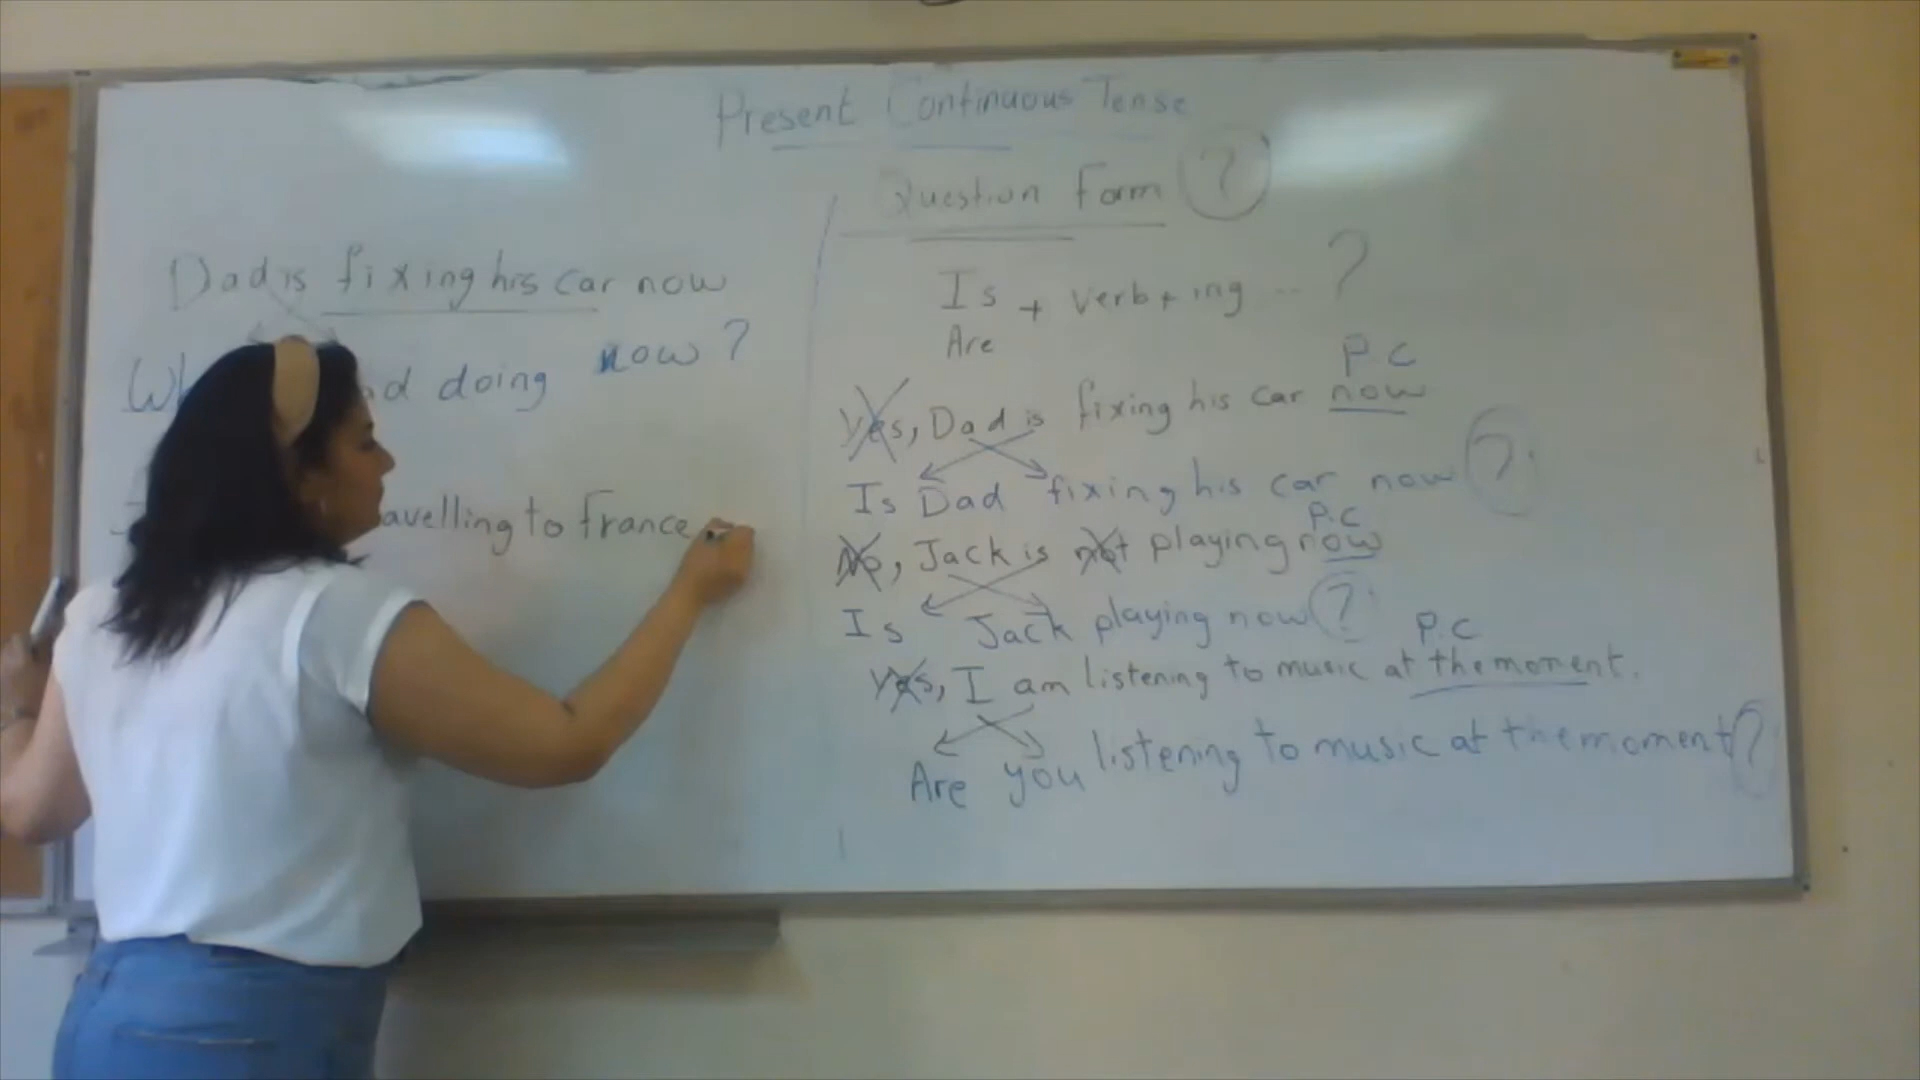 Present Continuous Tense
Question form ?
Dad is fixing his car now
doing now ?
travelling to france
Is + verb + ing ... ?
Are
P.C
Yes, Dad is fixing his car now
Is Dad fixing his car now ?
P.C
No, Jack is not playing now
Is Jack playing now ?
P.C
Yes, I am listening to music at the moment.
Are you listening to music at the moment ?